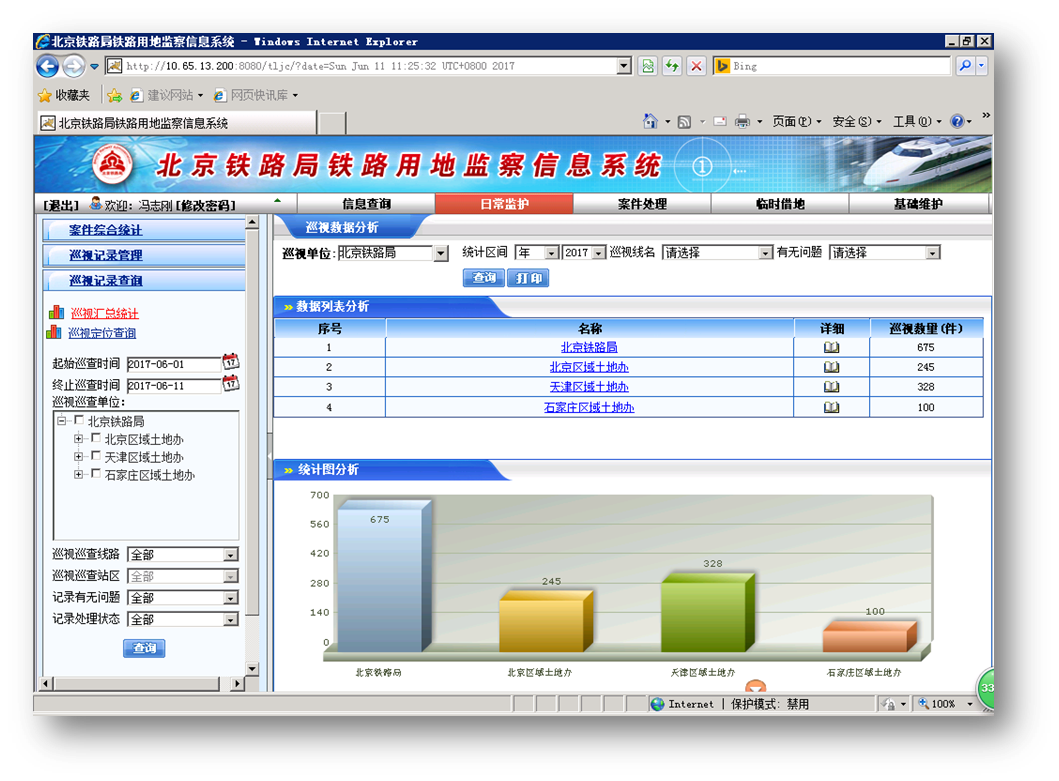 北京铁路局铁路用地监察信息系统 - Windows Internet Explorer
http://10.65.13.200:8080/tljc/?date=Sun Jun 11 11:25:32 UTC+0800 2017
Bing
收藏夹 建议网站 网页快讯库
北京铁路局铁路用地监察信息系统
页面(P) 安全(S) 工具(O)
北京铁路局铁路用地监察信息系统
[退出] 欢迎: 冯志刚 [修改密码]
信息查询 日常监护 案件处理 临时借地 基础维护
案件综合统计
巡视记录管理
巡视记录查询
巡视汇总统计
巡视定位查询
起始巡查时间 2017-06-01
终止巡查时间 2017-06-11
巡视巡查单位:
北京铁路局
北京区域土地办
天津区域土地办
石家庄区域土地办
巡视巡查线路 全部
巡视巡查站区 全部
记录有无问题 全部
记录处理状态 全部
查询
巡视数据分析
巡视单位: 北京铁路局 统计区间 年 2017 巡视线名 请选择 有无问题 请选择
查询 打印
» 数据列表分析
序号 名称 详细 巡视数量(件)
1 北京铁路局 675
2 北京区域土地办 245
3 天津区域土地办 328
4 石家庄区域土地办 100
» 统计图分析
700
560
420
280
140
0
675
245
328
100
北京铁路局 北京区域土地办 天津区域土地办 石家庄区域土地办
33
Internet | 保护模式: 禁用
100%